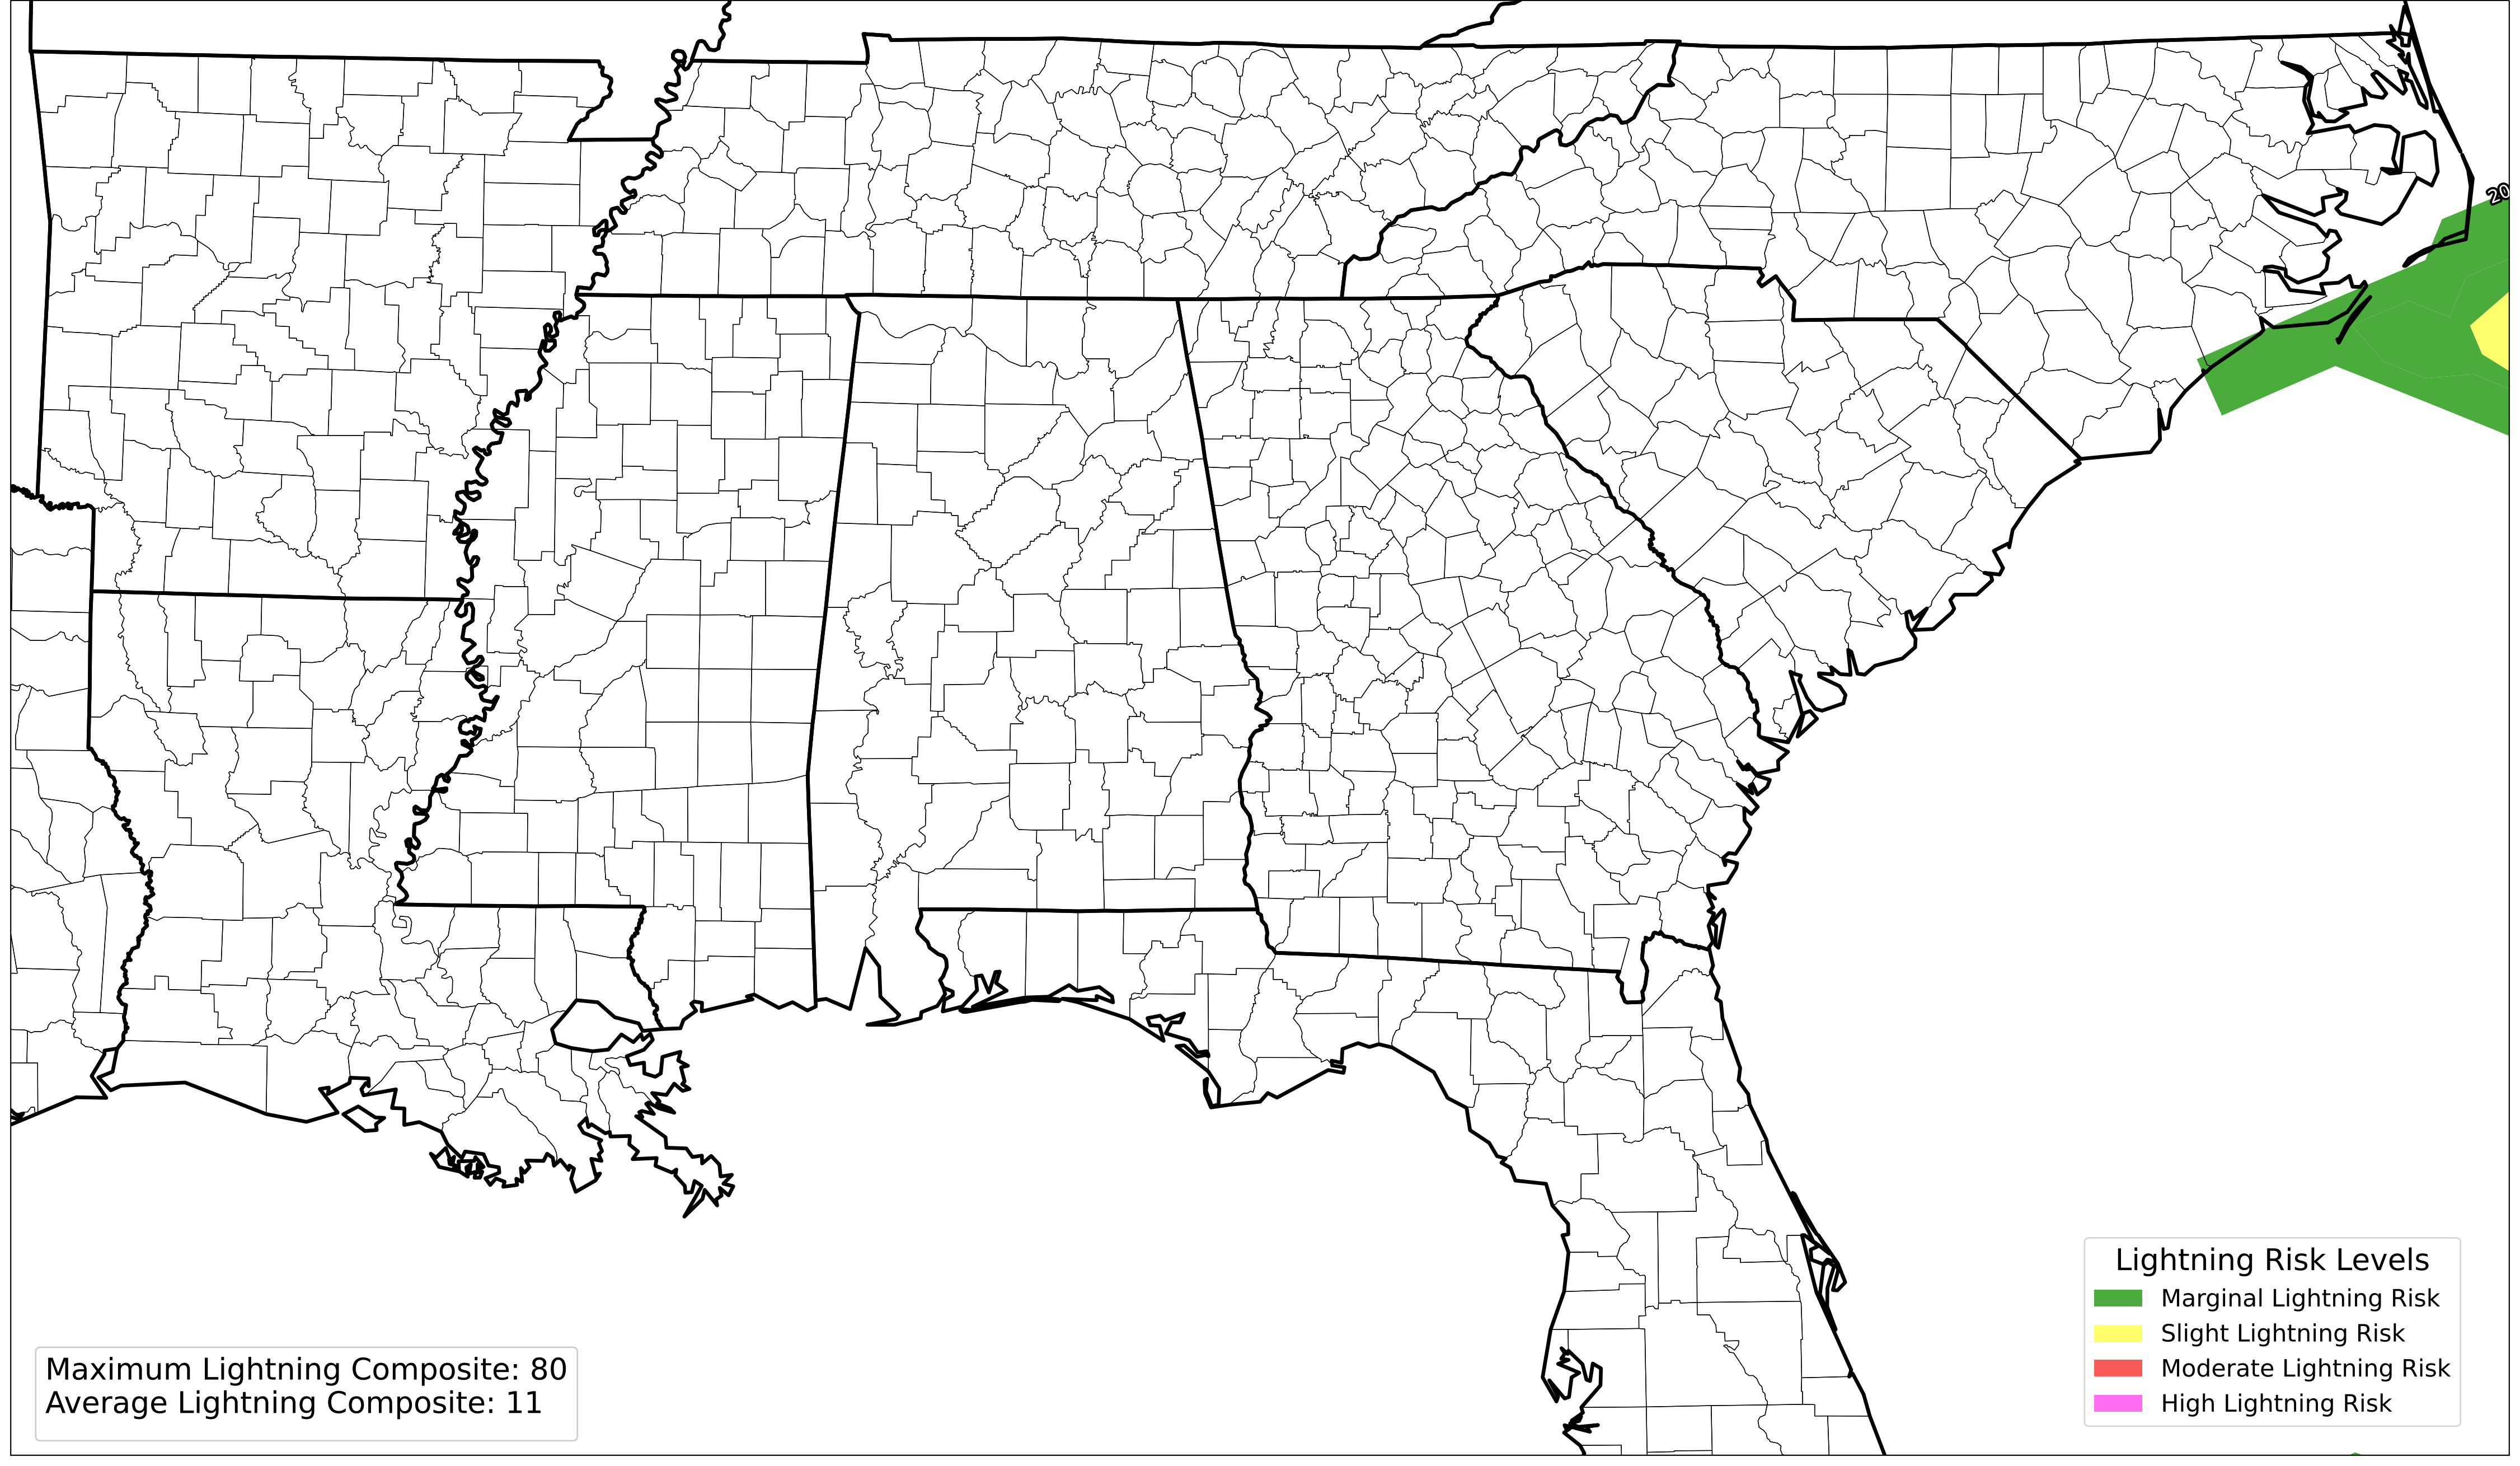 20
Maximum Lightning Composite: 80
Average Lightning Composite: 11
Lightning Risk Levels
Marginal Lightning Risk
Slight Lightning Risk
Moderate Lightning Risk
High Lightning Risk